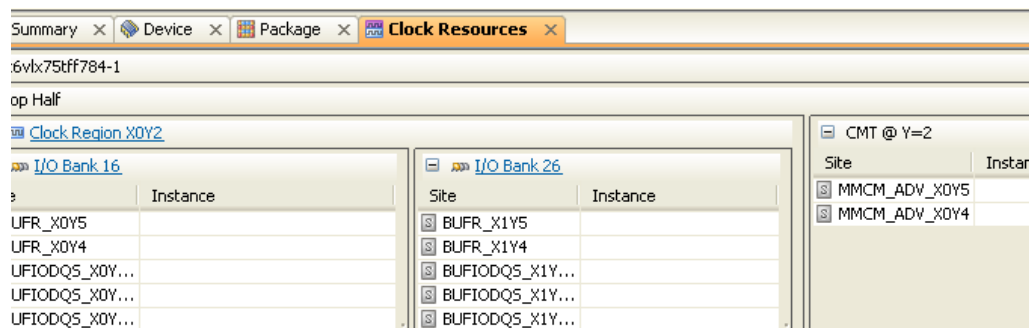 Summary Device Package Clock Resources
:6vlx75tff784-1
op Half
Clock Region X0Y2
I/O Bank 16
Instance
UFR_X0Y5
UFR_X0Y4
UFIODQS_X0Y...
UFIODQS_X0Y...
UFIODQS_X0Y...
I/O Bank 26
Site Instance
BUFR_X1Y5
BUFR_X1Y4
BUFIODQS_X1Y...
BUFIODQS_X1Y...
BUFIODQS_X1Y...
CMT @ Y=2
Site Instar
MMCM_ADV_X0Y5
MMCM_ADV_X0Y4